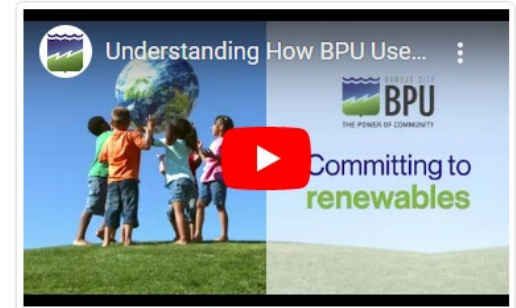 Understanding How BPU Use...
KANSAS CITY
BPU
THE POWER OF COMMUNITY
Committing to
renewables